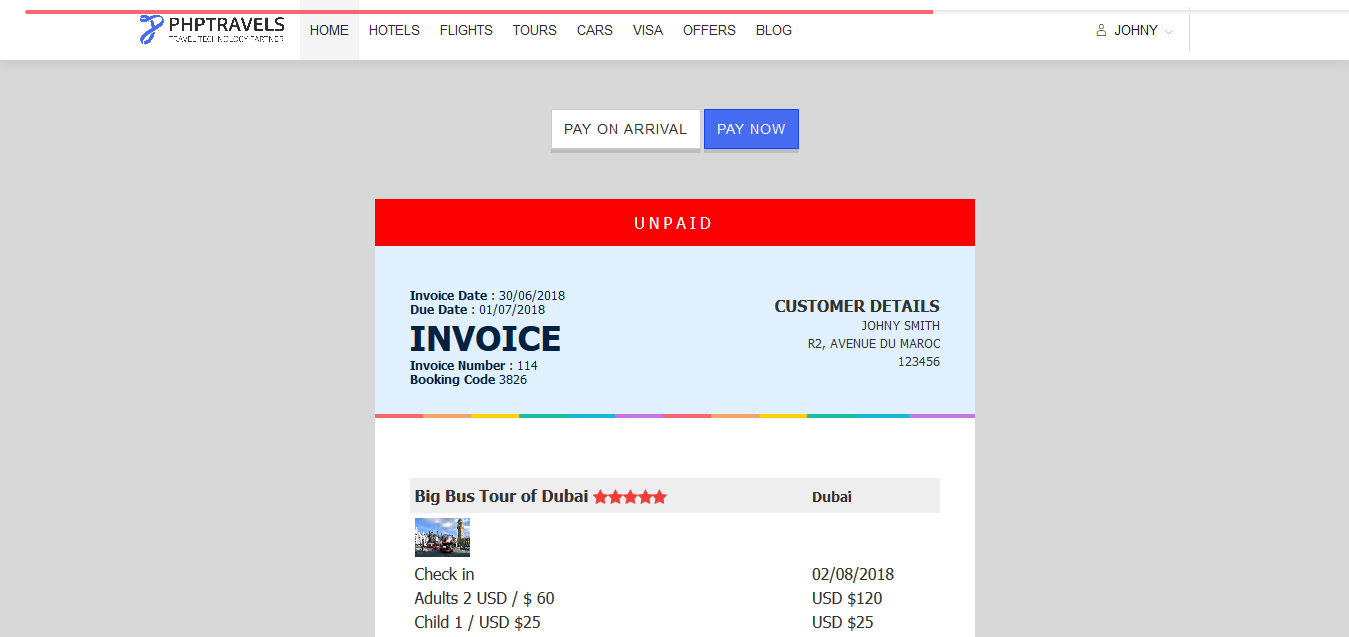 PHPTRAVELS
TRAVEL TECHNOLOGY PARTNER
HOME HOTELS FLIGHTS TOURS CARS VISA OFFERS BLOG JOHNY
PAY ON ARRIVAL PAY NOW
UNPAID
Invoice Date : 30/06/2018
Due Date : 01/07/2018
INVOICE
Invoice Number : 114
Booking Code 3826
CUSTOMER DETAILS
JOHNY SMITH
R2, AVENUE DU MAROC
123456
Big Bus Tour of Dubai Dubai
Check in 02/08/2018
Adults 2 USD / $ 60 USD $120
Child 1 / USD $25 USD $25